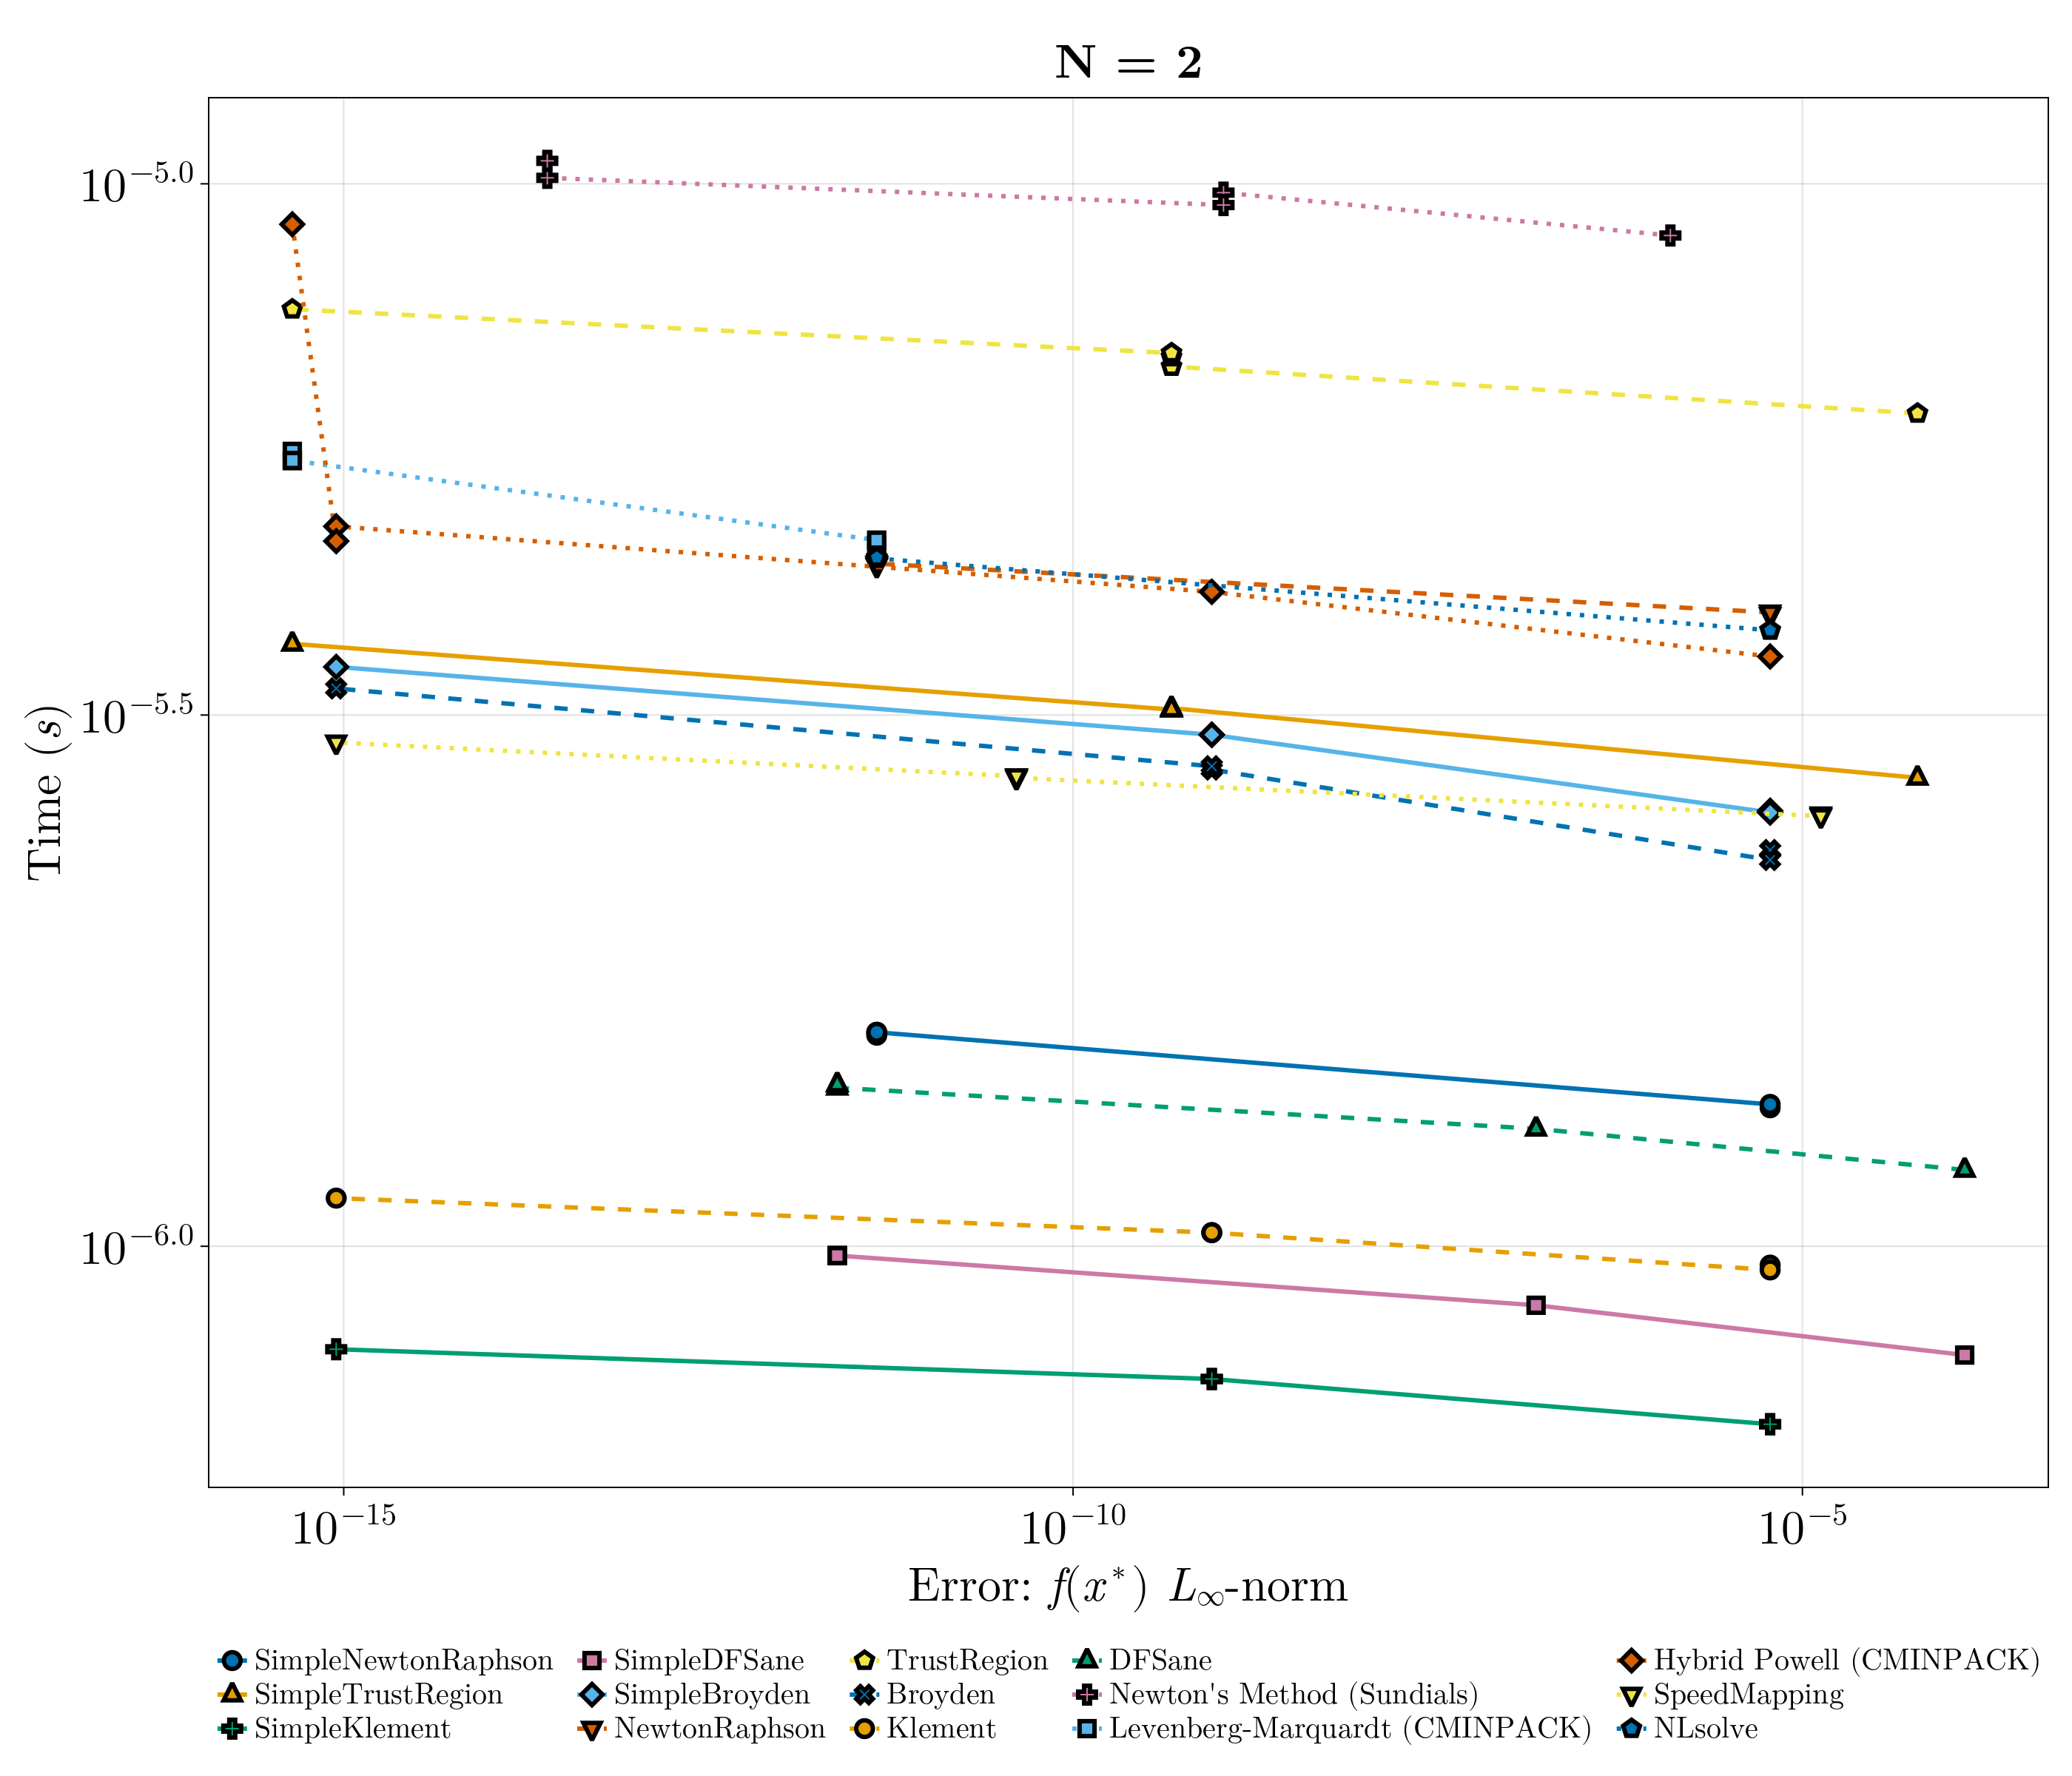 N = 2
Time (s)
10^{-5.0}
10^{-5.5}
10^{-6.0}
10^{-15}
10^{-10}
10^{-5}
Error: f(x*) L∞-norm
SimpleNewtonRaphson
SimpleTrustRegion
SimpleKlement
SimpleDFSane
SimpleBroyden
NewtonRaphson
TrustRegion
Broyden
Klement
DFSane
Newton's Method (Sundials)
Levenberg-Marquardt (CMINPACK)
Hybrid Powell (CMINPACK)
SpeedMapping
NLsolve